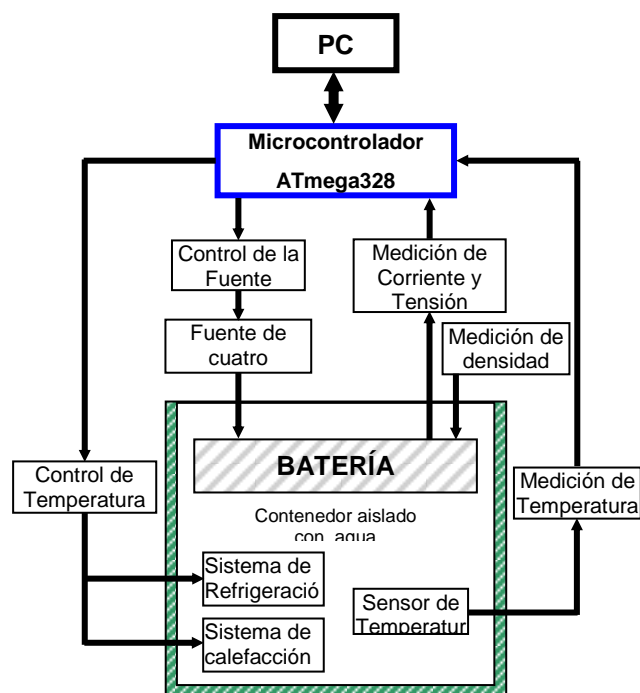 PC
Microcontrolador
ATmega328
Control de la
Fuente
Medición de
Corriente y
Tensión
Fuente de
cuatro
Medición de
densidad
BATERÍA
Control de
Temperatura
Contenedor aislado
con agua
Medición de
Temperatura
Sistema de
Refrigeració
Sensor de
Temperatur
Sistema de
calefacción